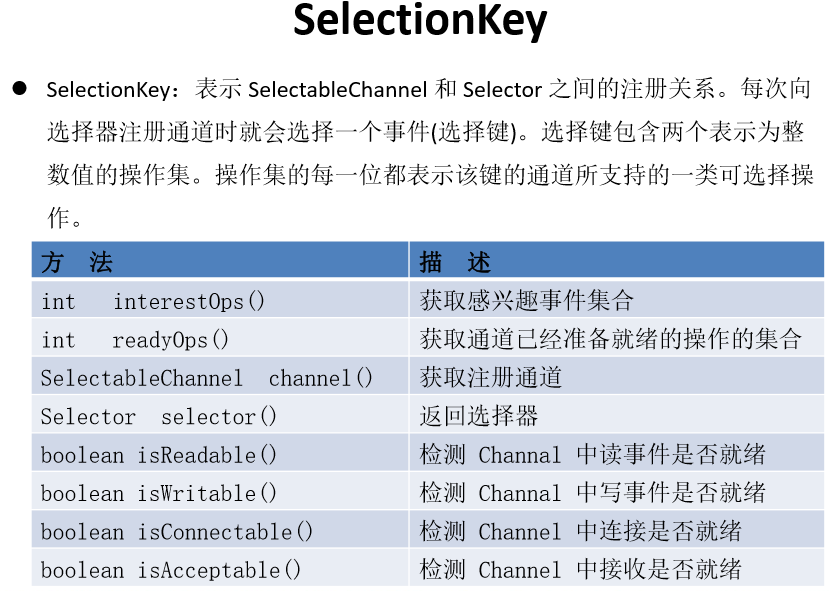 SelectionKey
● SelectionKey：表示 SelectableChannel 和 Selector 之间的注册关系。每次向
选择器注册通道时就会选择一个事件(选择键)。选择键包含两个表示为整
数值的操作集。操作集的每一位都表示该键的通道所支持的一类可选择操
作。
方 法 描 述
int interestOps() 获取感兴趣事件集合
int readyOps() 获取通道已经准备就绪的操作的集合
SelectableChannel channel() 获取注册通道
Selector selector() 返回选择器
boolean isReadable() 检测 Channal 中读事件是否就绪
boolean isWritable() 检测 Channal 中写事件是否就绪
boolean isConnectable() 检测 Channel 中连接是否就绪
boolean isAcceptable() 检测 Channel 中接收是否就绪